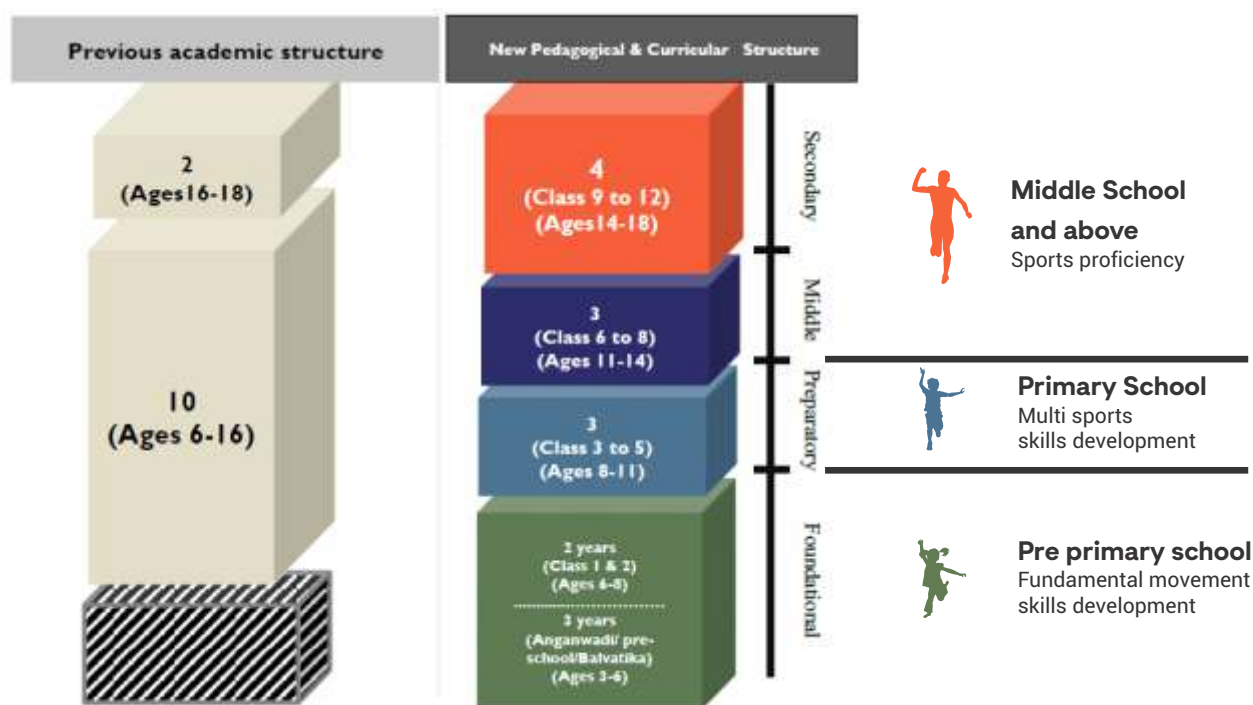 Previous academic structure
New Pedagogical & Curricular Structure
2
(Ages16-18)
10
(Ages 6-16)
4
(Class 9 to 12)
(Ages14-18)
3
(Class 6 to 8)
(Ages 11-14)
3
(Class 3 to 5)
(Ages 8-11)
2 years
(Class 1 & 2)
(Ages 6-8)
3 years
(Anganwadi/ pre-
school/Balvatika)
(Ages 3-6)
Secondary
Middle
Preparatory
Foundational
Middle School
and above
Sports proficiency
Primary School
Multi sports
skills development
Pre primary school
Fundamental movement
skills development